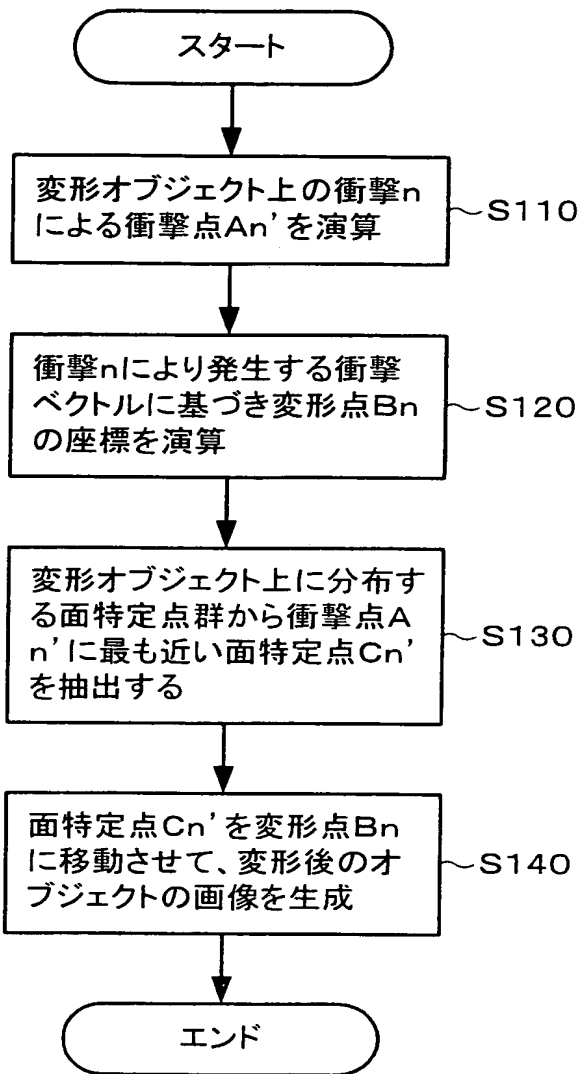 スタート
変形オブジェクト上の衝撃n
による衝撃点An'を演算
～S110
衝撃nにより発生する衝撃
ベクトルに基づき変形点Bn
の座標を演算
～S120
変形オブジェクト上に分布す
る面特定点群から衝撃点A
n'に最も近い面特定点Cn'
を抽出する
～S130
面特定点Cn'を変形点Bn
に移動させて、変形後のオ
ブジェクトの画像を生成
～S140
エンド